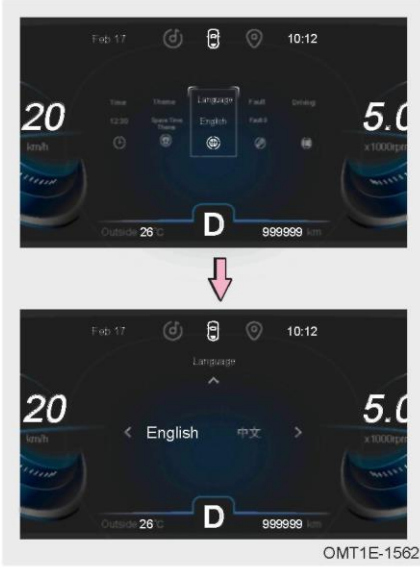 Feb 17
10:12
Time Theme Language Fault Driving
12:30 Space Time Theme English Fault 0
20
km/h
5.0
x1000rpm
D
Outside 26°C
999999 km
Feb 17
10:12
Language
English 中文
20
km/h
5.0
x1000rpm
D
Outside 26°C
999999 km
OMT1E-1562